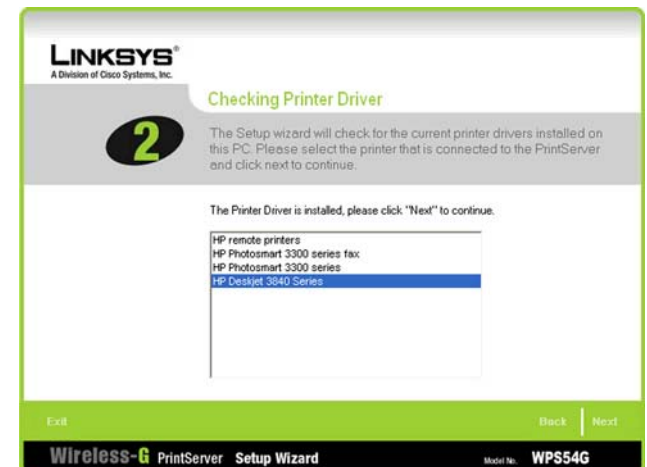 LINKSYS®
A Division of Cisco Systems, Inc.
Checking Printer Driver
2
The Setup wizard will check for the current printer drivers installed on
this PC. Please select the printer that is connected to the PrintServer
and click next to continue.
The Printer Driver is installed, please click "Next" to continue.
HP remote printers
HP Photosmart 3300 series fax
HP Photosmart 3300 series
HP Deskjet 3840 Series
Exit
Back
Next
Wireless-G PrintServer Setup Wizard
Model No. WPS54G